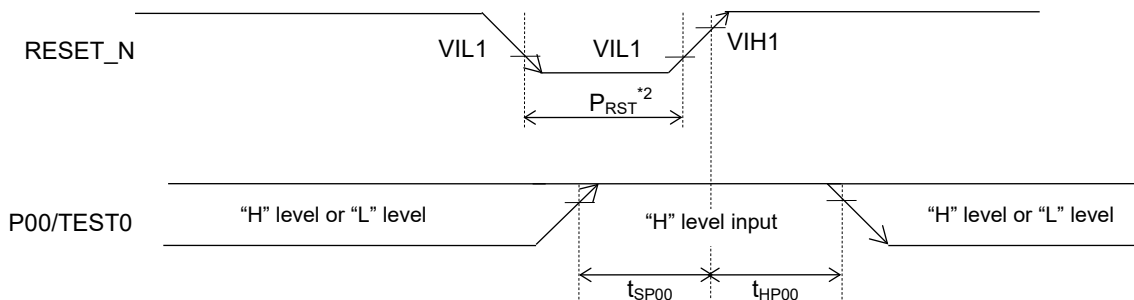 RESET_N
VIL1
VIL1
VIH1
PRST*2
P00/TEST0
“H” level or “L” level
“H” level input
“H” level or “L” level
tSP00
tHP00